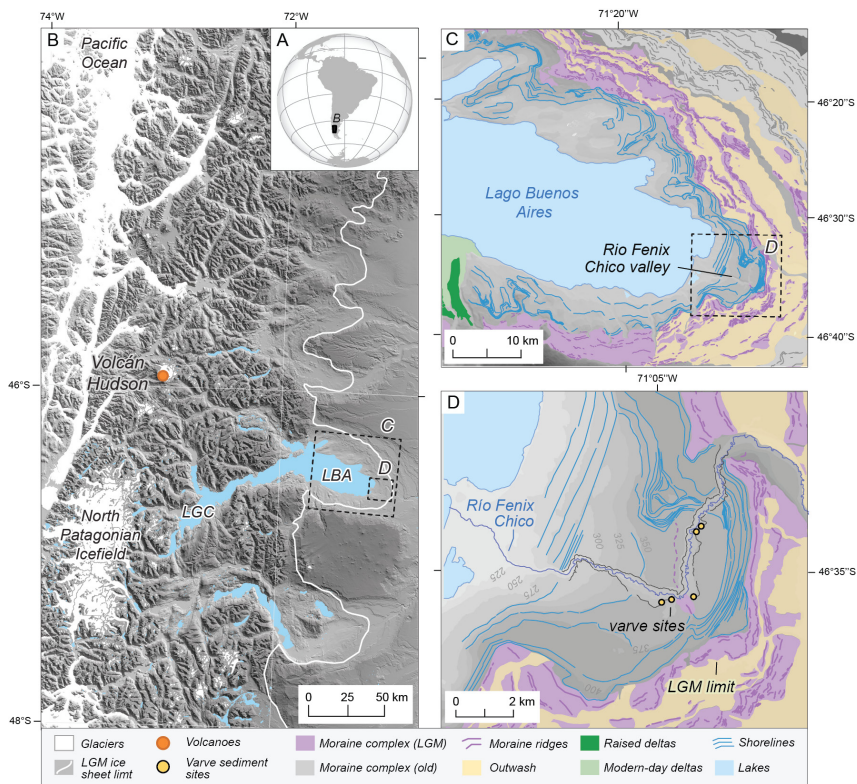 74°W
72°W
71°20'W
B
Pacific
Ocean
A
B
C
46°20'S
Lago Buenos
Aires
46°30'S
Rio Fenix
Chico valley
D
0 10 km
46°40'S
Volcán
Hudson
46°S
71°05'W
C
D
LBA
LGC
North
Patagonian
Icefield
D
Río Fenix
Chico
225
250
275
300
325
350
375
400
46°35'S
varve sites
LGM limit
0 25 50 km
0 2 km
48°S
Glaciers
Volcanoes
Moraine complex (LGM)
Moraine ridges
Raised deltas
Shorelines
LGM ice
sheet limt
Varve sediment
sites
Moraine complex (old)
Outwash
Modern-day deltas
Lakes